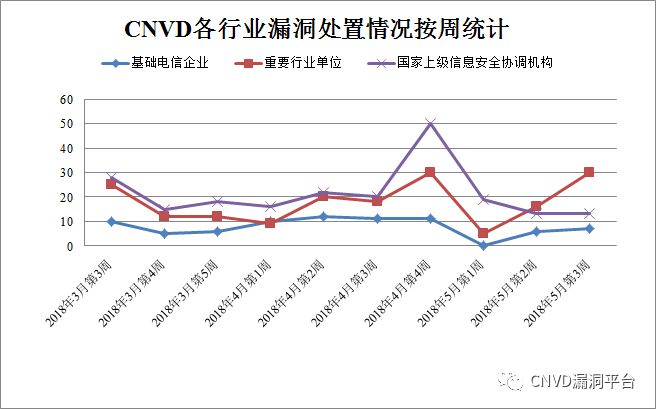 CNVD各行业漏洞处置情况按周统计
基础电信企业 重要行业单位 国家上级信息安全协调机构
60
50
40
30
20
10
0
2018年3月第3周
2018年3月第4周
2018年3月第5周
2018年4月第1周
2018年4月第2周
2018年4月第3周
2018年4月第4周
2018年5月第1周
2018年5月第2周
2018年5月第3周
CNVD漏洞平台